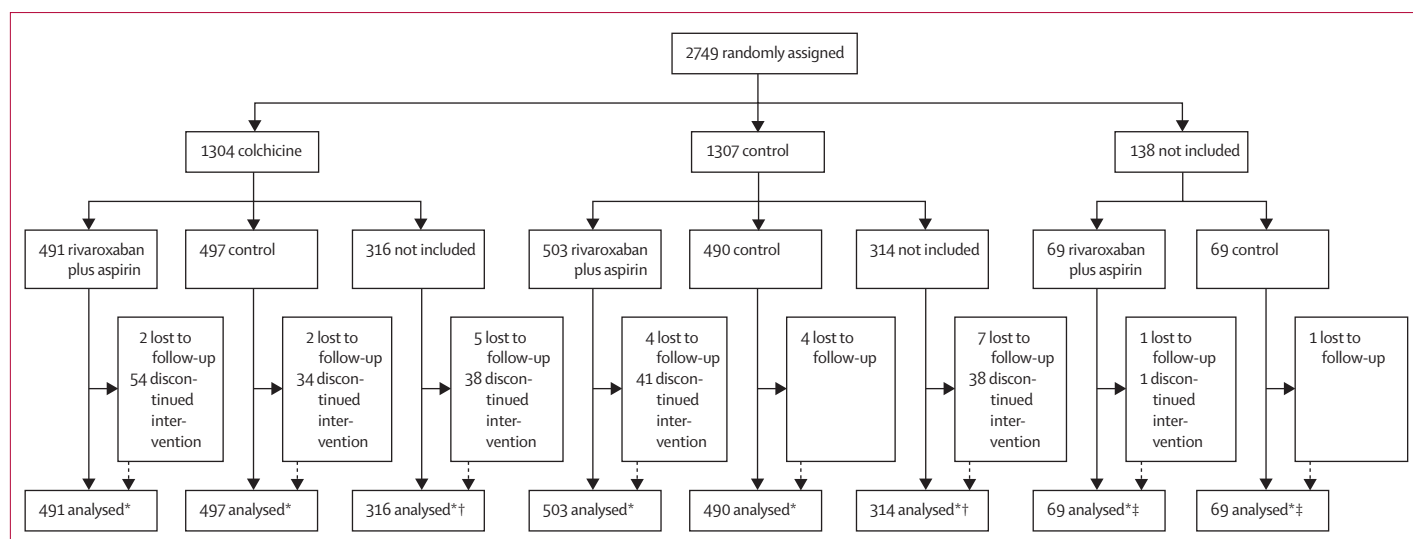 2749 randomly assigned
1304 colchicine
1307 control
138 not included
491 rivaroxaban
plus aspirin
497 control
316 not included
503 rivaroxaban
plus aspirin
490 control
314 not included
69 rivaroxaban
plus aspirin
69 control
2 lost to
follow-up
54 discon-
tinued
inter-
vention
2 lost to
follow-up
34 discon-
tinued
inter-
vention
5 lost to
follow-up
38 discon-
tinued
inter-
vention
4 lost to
follow-up
41 discon-
tinued
inter-
vention
4 lost to
follow-up
7 lost to
follow-up
38 discon-
tinued
inter-
vention
1 lost to
follow-up
1 discon-
tinued
inter-
vention
1 lost to
follow-up
491 analysed*
497 analysed*
316 analysed*†
503 analysed*
490 analysed*
314 analysed*†
69 analysed*‡
69 analysed*‡